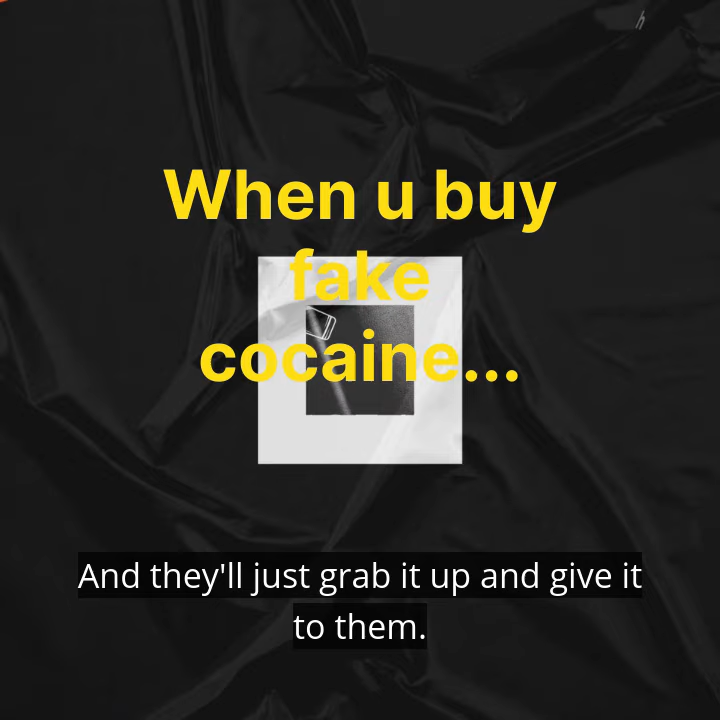 When u buy
fake
cocaine...
And they'll just grab it up and give it
to them.